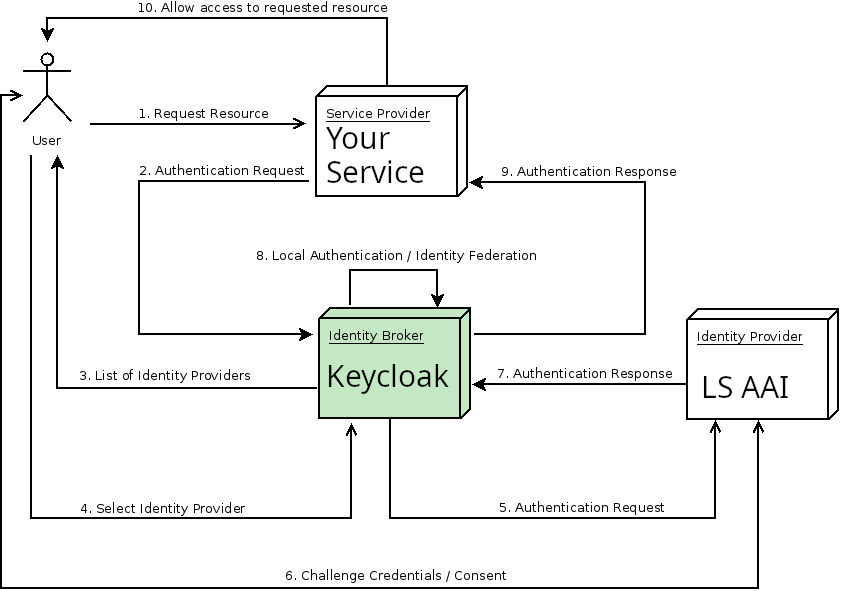 10. Allow access to requested resource
1. Request Resource
Service Provider
Your
Service
User
2. Authentication Request
9. Authentication Response
8. Local Authentication / Identity Federation
Identity Broker
Keycloak
Identity Provider
LS AAI
3. List of Identity Providers
7. Authentication Response
4. Select Identity Provider
5. Authentication Request
6. Challenge Credentials / Consent